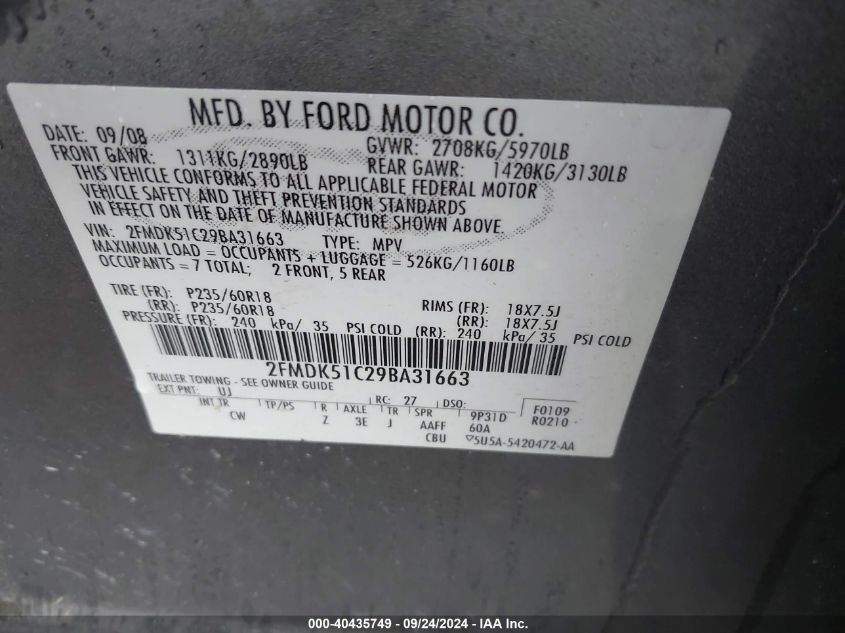 MFD. BY FORD MOTOR CO.
DATE: 09/08 GVWR: 2708KG/5970LB
FRONT GAWR: 1311KG/2890LB REAR GAWR: 1420KG/3130LB
THIS VEHICLE CONFORMS TO ALL APPLICABLE FEDERAL MOTOR
VEHICLE SAFETY AND THEFT PREVENTION STANDARDS
IN EFFECT ON THE DATE OF MANUFACTURE SHOWN ABOVE.
VIN: 2FMDK51C29BA31663 TYPE: MPV
MAXIMUM LOAD = OCCUPANTS + LUGGAGE = 526KG/1160LB
OCCUPANTS = 7 TOTAL; 2 FRONT, 5 REAR
TIRE (FR): P235/60R18 RIMS (FR): 18X7.5J
(RR): P235/60R18 (RR): 18X7.5J
PRESSURE (FR): 240 kPa/ 35 PSI COLD (RR): 240 kPa/ 35 PSI COLD
2FMDK51C29BA31663
TRAILER TOWING - SEE OWNER GUIDE
EXT PNT: UJ RC: 27 DSO: F0109
INT TR TP/PS R AXLE TR SPR 9P31D R0210
CW Z 3E J AAFF 60A
CBU ▽5U5A-5420472-AA
000-40435749 - 09/24/2024 - IAA Inc.